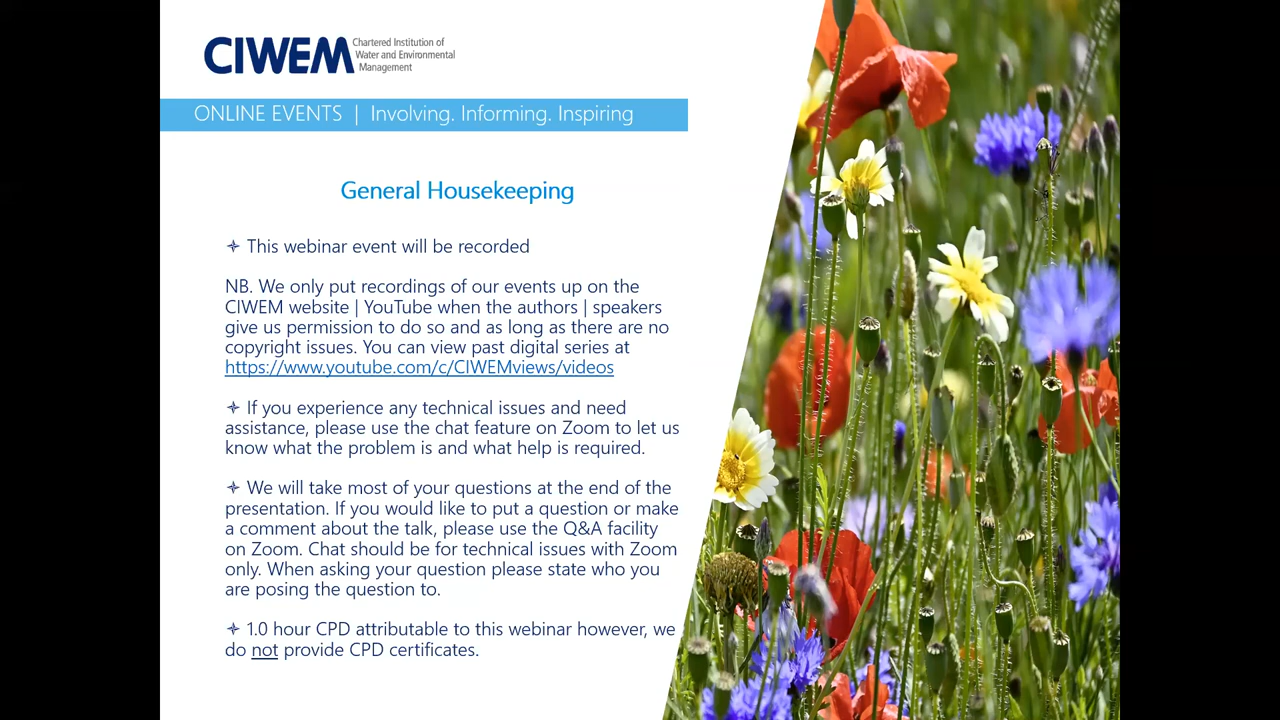 CIWEM
Chartered Institution of
Water and Environmental
Management
ONLINE EVENTS | Involving. Informing. Inspiring
General Housekeeping
✧ This webinar event will be recorded
NB. We only put recordings of our events up on the
CIWEM website | YouTube when the authors | speakers
give us permission to do so and as long as there are no
copyright issues. You can view past digital series at
https://www.youtube.com/c/CIWEMviews/videos
✧ If you experience any technical issues and need
assistance, please use the chat feature on Zoom to let us
know what the problem is and what help is required.
✧ We will take most of your questions at the end of the
presentation. If you would like to put a question or make
a comment about the talk, please use the Q&A facility
on Zoom. Chat should be for technical issues with Zoom
only. When asking your question please state who you
are posing the question to.
✧ 1.0 hour CPD attributable to this webinar however, we
do not provide CPD certificates.